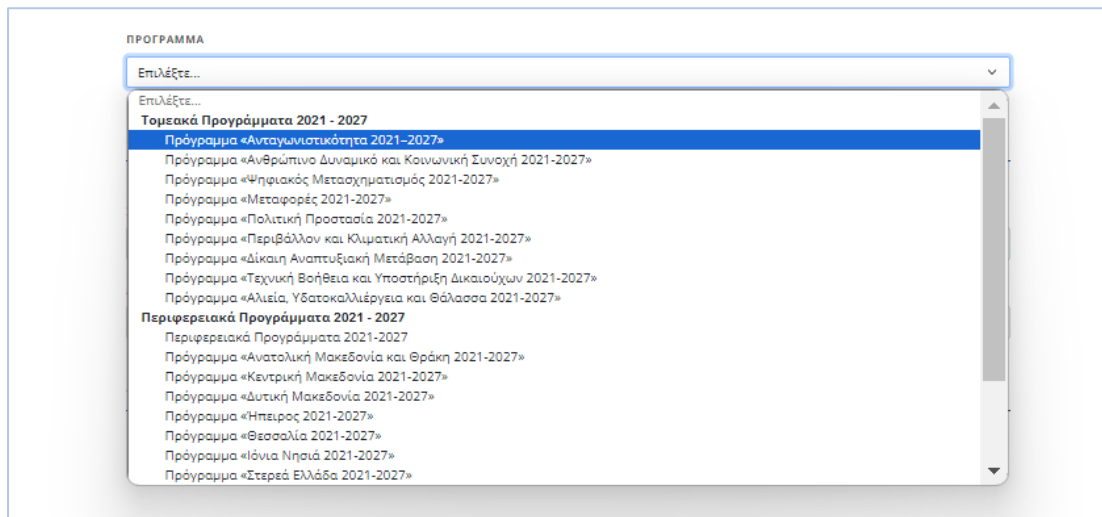 ΠΡΟΓΡΑΜΜΑ
Επιλέξτε...
Επιλέξτε...
Τομεακά Προγράμματα 2021 - 2027
Πρόγραμμα «Ανταγωνιστικότητα 2021–2027»
Πρόγραμμα «Ανθρώπινο Δυναμικό και Κοινωνική Συνοχή 2021-2027»
Πρόγραμμα «Ψηφιακός Μετασχηματισμός 2021-2027»
Πρόγραμμα «Μεταφορές 2021-2027»
Πρόγραμμα «Πολιτική Προστασία 2021-2027»
Πρόγραμμα «Περιβάλλον και Κλιματική Αλλαγή 2021-2027»
Πρόγραμμα «Δίκαιη Αναπτυξιακή Μετάβαση 2021-2027»
Πρόγραμμα «Τεχνική Βοήθεια και Υποστήριξη Δικαιούχων 2021-2027»
Πρόγραμμα «Αλιεία, Υδατοκαλλιέργεια και Θάλασσα 2021-2027»
Περιφερειακά Προγράμματα 2021 - 2027
Περιφερειακά Προγράμματα 2021-2027
Πρόγραμμα «Ανατολική Μακεδονία και Θράκη 2021-2027»
Πρόγραμμα «Κεντρική Μακεδονία 2021-2027»
Πρόγραμμα «Δυτική Μακεδονία 2021-2027»
Πρόγραμμα «Ήπειρος 2021-2027»
Πρόγραμμα «Θεσσαλία 2021-2027»
Πρόγραμμα «Ιόνια Νησιά 2021-2027»
Πρόγραμμα «Στερεά Ελλάδα 2021-2027»